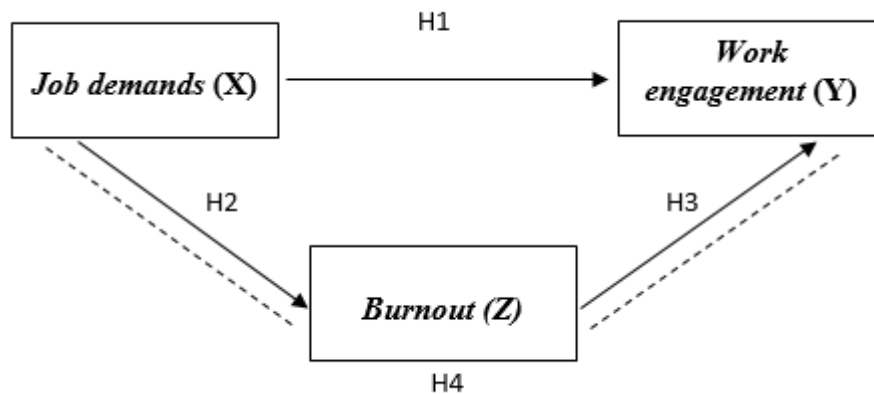 H1
Job demands (X)
Work
engagement (Y)
H2
H3
Burnout (Z)
H4